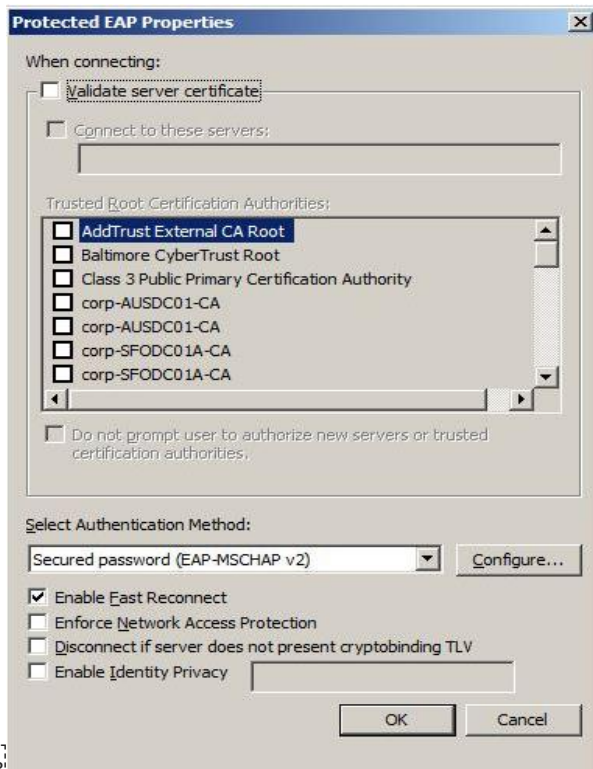 Protected EAP Properties
When connecting:
Validate server certificate
Connect to these servers:
Trusted Root Certification Authorities:
AddTrust External CA Root
Baltimore CyberTrust Root
Class 3 Public Primary Certification Authority
corp-AUSDC01-CA
corp-AUSDC01-CA
corp-SFODC01A-CA
corp-SFODC01A-CA
Do not prompt user to authorize new servers or trusted
certification authorities.
Select Authentication Method:
Secured password (EAP-MSCHAP v2) Configure...
Enable Fast Reconnect
Enforce Network Access Protection
Disconnect if server does not present cryptobinding TLV
Enable Identity Privacy
OK Cancel